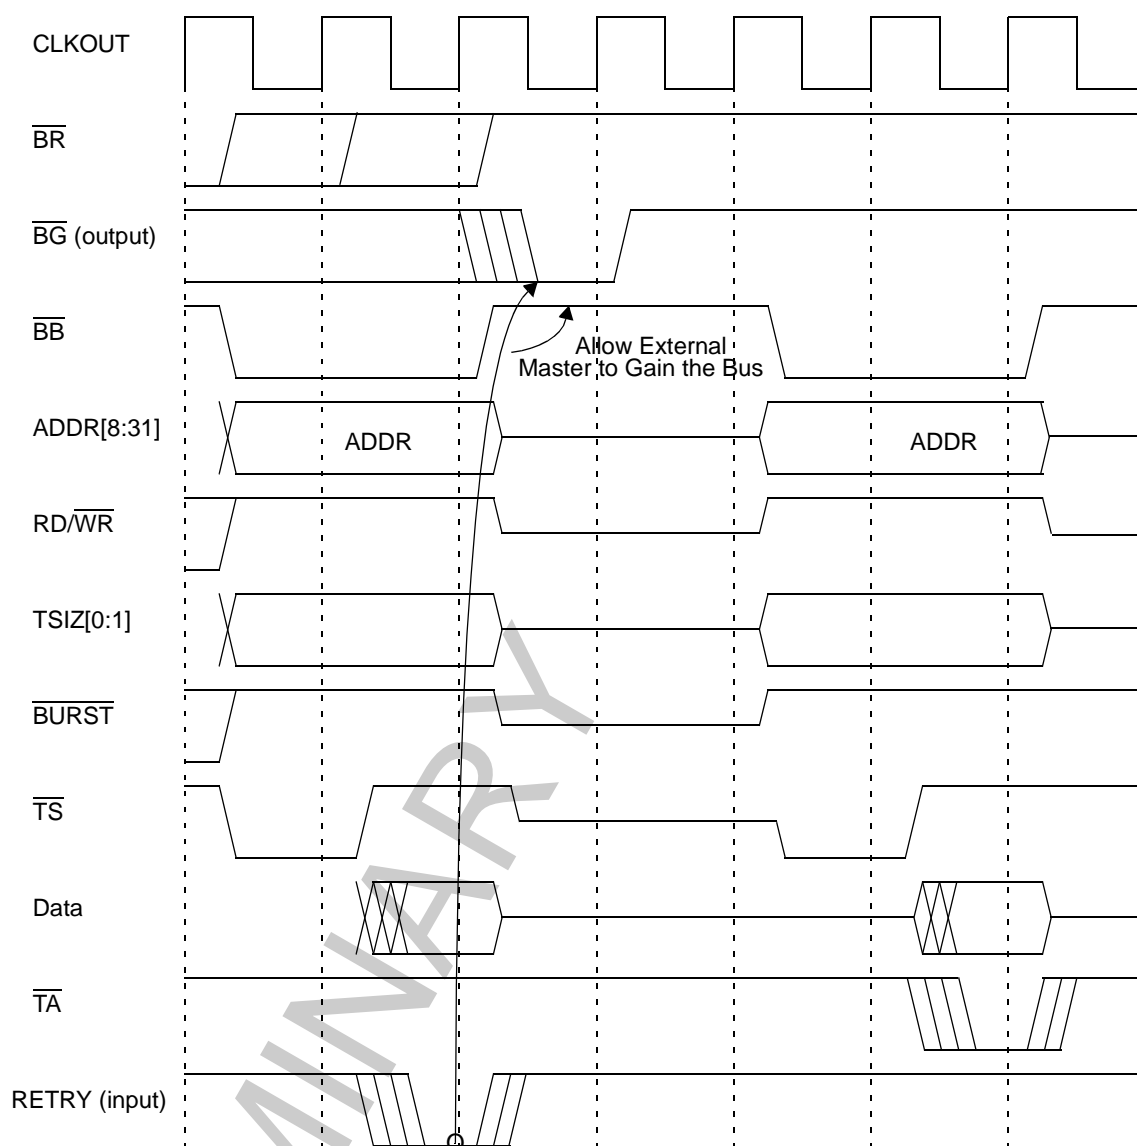 CLKOUT
BR
BG (output)
BB
Allow External
Master to Gain the Bus
ADDR[8:31]
ADDR
ADDR
RD/WR
TSIZ[0:1]
BURST
TS
Data
TA
RETRY (input)
MINARY